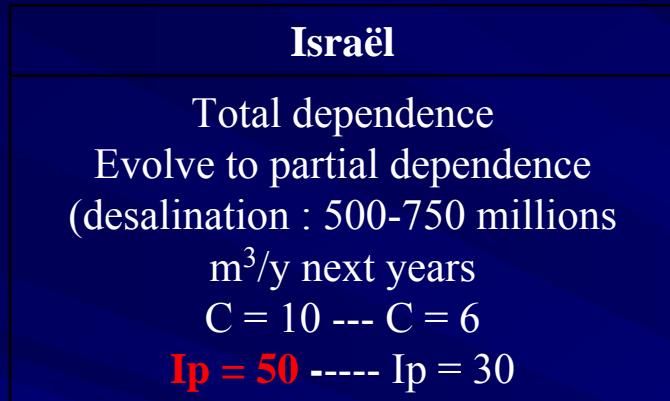 Israël
Total dependence
Evolve to partial dependence
(desalination : 500-750 millions
m³/y next years
C = 10 --- C = 6
Ip = 50 ----- Ip = 30